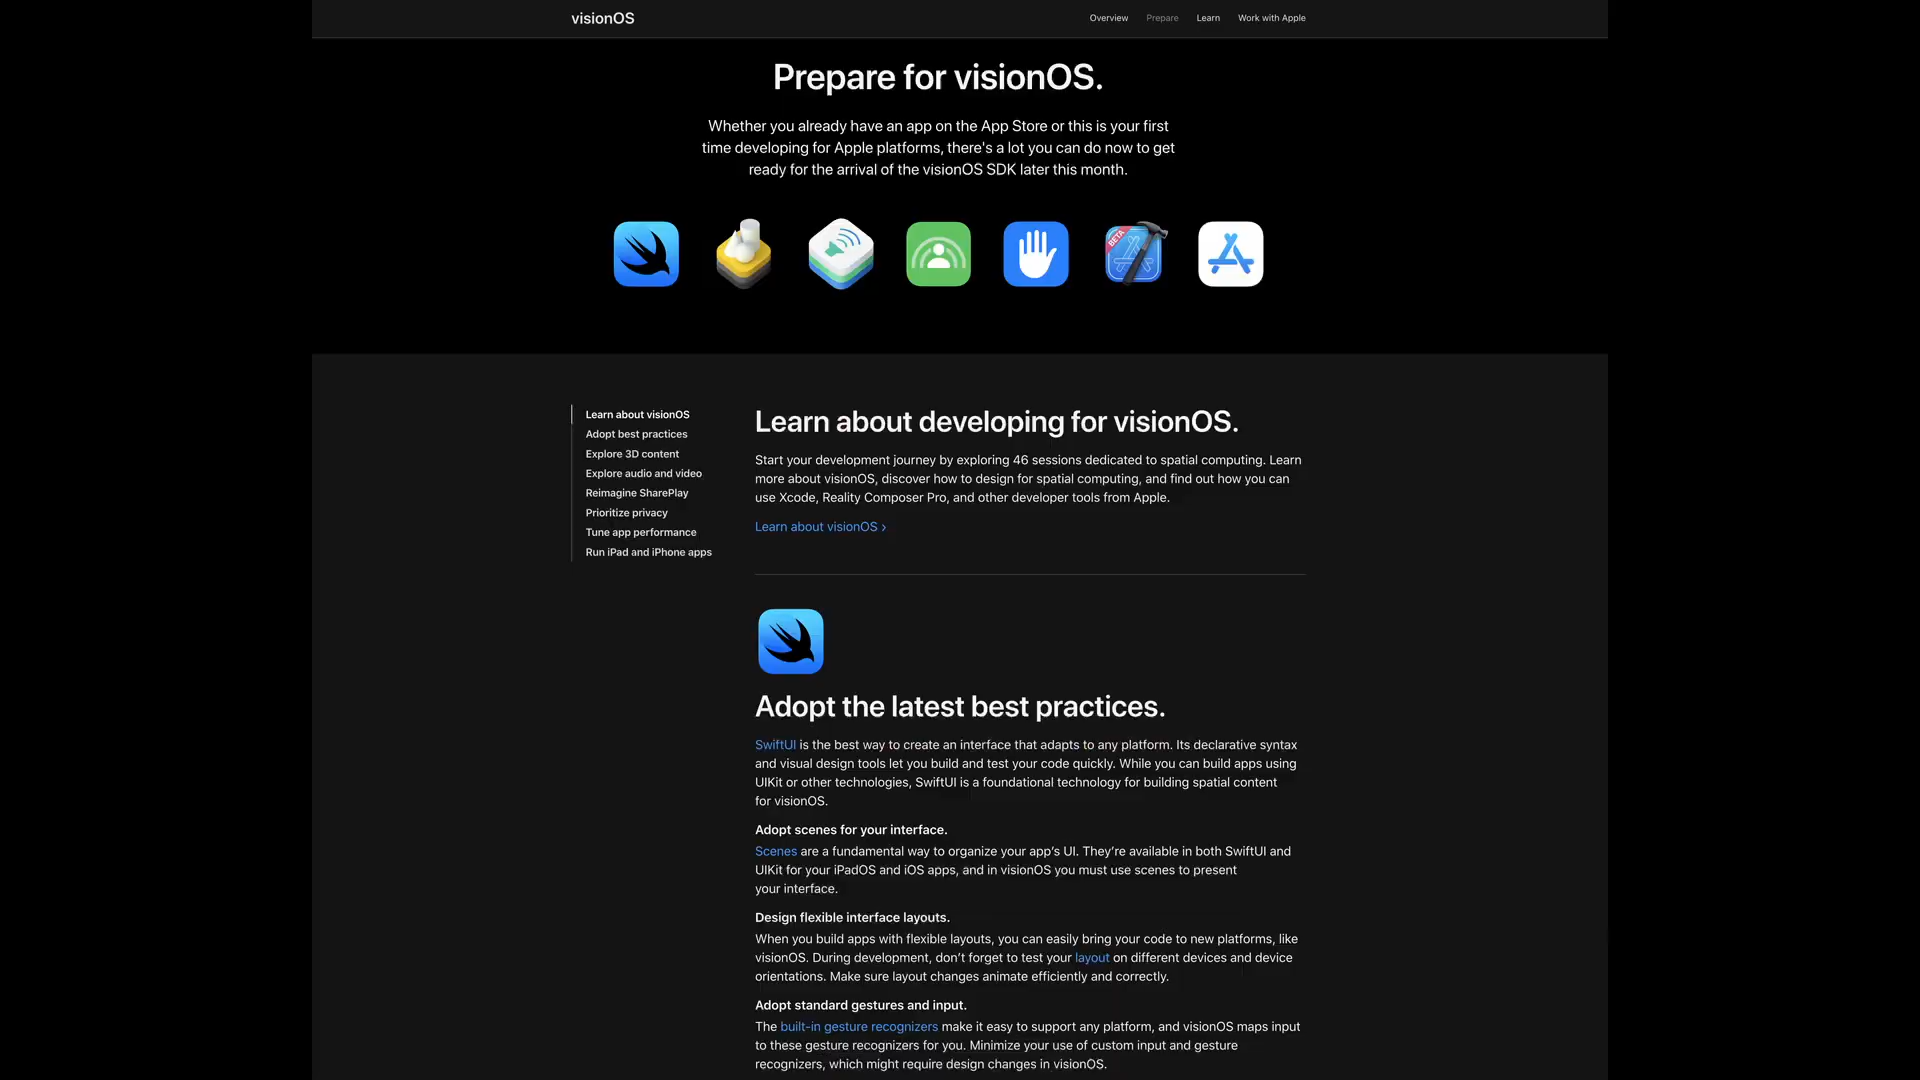 visionOS
Overview
Prepare
Learn
Work with Apple
Prepare for visionOS.
Whether you already have an app on the App Store or this is your first
time developing for Apple platforms, there's a lot you can do now to get
ready for the arrival of the visionOS SDK later this month.
BETA
Learn about visionOS
Adopt best practices
Explore 3D content
Explore audio and video
Reimagine SharePlay
Prioritize privacy
Tune app performance
Run iPad and iPhone apps
Learn about developing for visionOS.
Start your development journey by exploring 46 sessions dedicated to spatial computing. Learn
more about visionOS, discover how to design for spatial computing, and find out how you can
use Xcode, Reality Composer Pro, and other developer tools from Apple.
Learn about visionOS ›
Adopt the latest best practices.
SwiftUI is the best way to create an interface that adapts to any platform. Its declarative syntax
and visual design tools let you build and test your code quickly. While you can build apps using
UIKit or other technologies, SwiftUI is a foundational technology for building spatial content
for visionOS.
Adopt scenes for your interface.
Scenes are a fundamental way to organize your app’s UI. They’re available in both SwiftUI and
UIKit for your iPadOS and iOS apps, and in visionOS you must use scenes to present
your interface.
Design flexible interface layouts.
When you build apps with flexible layouts, you can easily bring your code to new platforms, like
visionOS. During development, don’t forget to test your layout on different devices and device
orientations. Make sure layout changes animate efficiently and correctly.
Adopt standard gestures and input.
The built-in gesture recognizers make it easy to support any platform, and visionOS maps input
to these gesture recognizers for you. Minimize your use of custom input and gesture
recognizers, which might require design changes in visionOS.